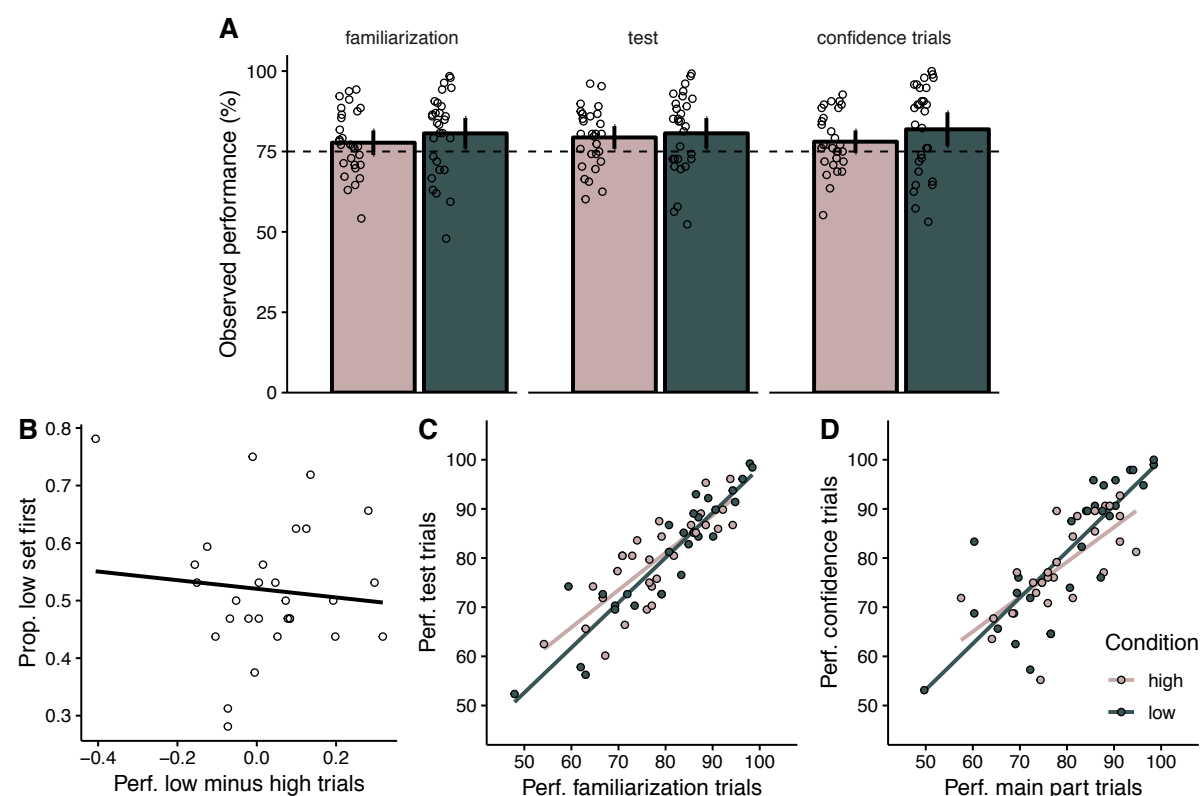 A
familiarization
test
confidence trials
Observed performance (%)
100
75
50
25
0
B
Prop. low set first
0.8
0.7
0.6
0.5
0.4
0.3
−0.4
−0.2
0.0
0.2
Perf. low minus high trials
C
Perf. test trials
100
90
80
70
60
50
50
60
70
80
90
100
Perf. familiarization trials
D
Perf. confidence trials
100
90
80
70
60
50
Condition
high
low
50
60
70
80
90
100
Perf. main part trials